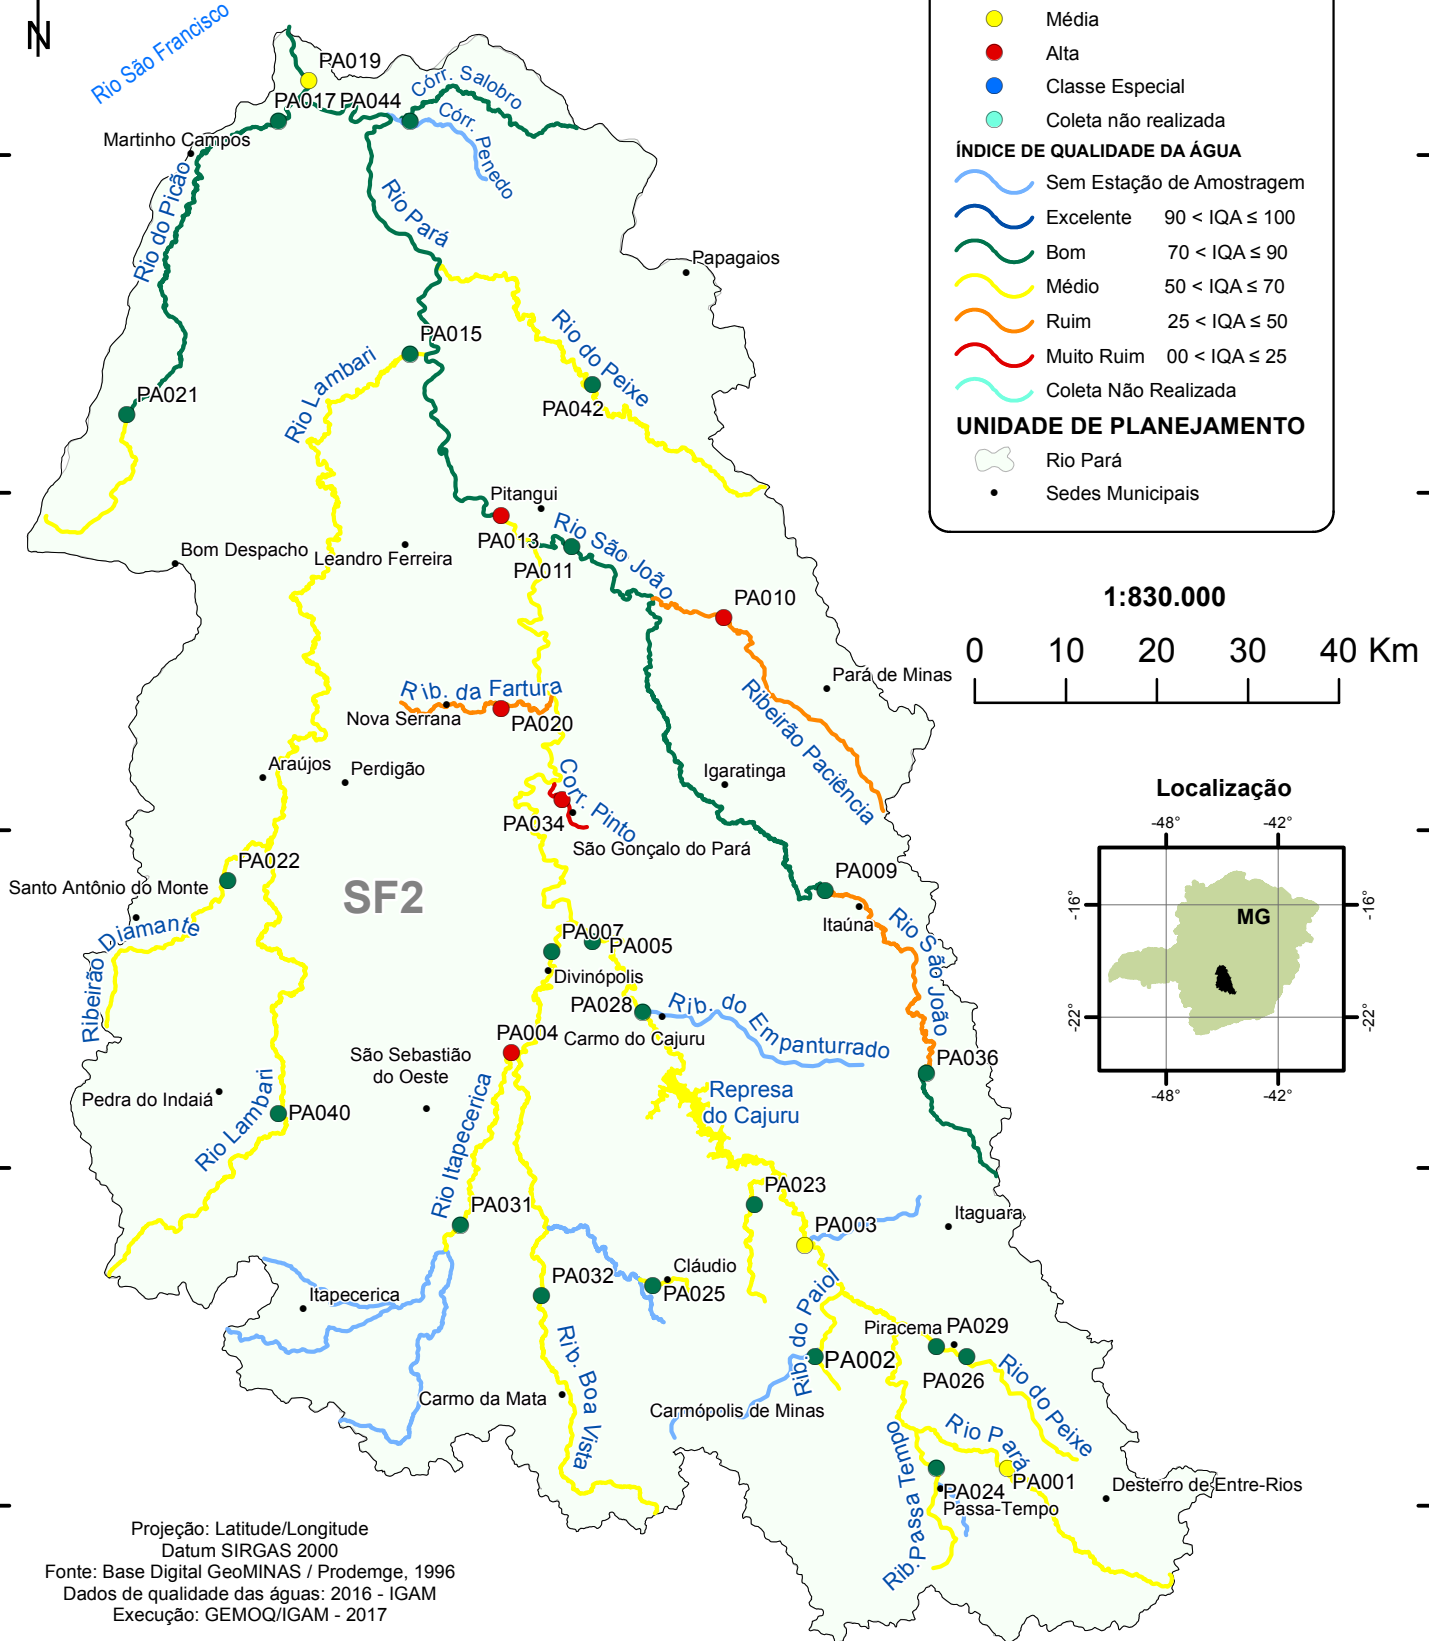 N
Rio São Francisco
PA019
PA017
PA044
Córr. Salobro
Córr. Penedo
Martinho Campos
Rio do Picão
Rio Pará
Papagaios
PA015
Rio Lambari
Rio do Peixe
PA042
PA021
Pitangui
PA013
Rio São João
PA011
Bom Despacho
Leandro Ferreira
PA010
Pará de Minas
Ribeirão Paciência
Rib. da Fartura
Nova Serrana
PA020
Araújos
Perdigão
Igaratinga
Corr. Pinto
PA034
São Gonçalo do Pará
PA022
Santo Antônio do Monte
SF2
PA009
Itaúna
Rio São João
Ribeirão Diamante
PA007
PA005
Divinópolis
PA028
Rib. do Empanturrado
Carmo do Cajuru
PA004
São Sebastião
do Oeste
PA036
Pedra do Indaiá
PA040
Rio Lambari
Rio Itapecerica
Represa
do Cajuru
PA031
PA023
PA003
Itaguara
Itapecerica
PA032
Cláudio
PA025
Rib. do Paiol
Piracema
PA029
PA002
PA026
Rio do Peixe
Rib. Boa Vista
Carmo da Mata
Carmópolis de Minas
Rio Pará
Rib. Passa Tempo
PA001
PA024
Passa-Tempo
Desterro de Entre-Rios
Média
Alta
Classe Especial
Coleta não realizada
ÍNDICE DE QUALIDADE DA ÁGUA
Sem Estação de Amostragem
Excelente 90 < IQA ≤ 100
Bom 70 < IQA ≤ 90
Médio 50 < IQA ≤ 70
Ruim 25 < IQA ≤ 50
Muito Ruim 00 < IQA ≤ 25
Coleta Não Realizada
UNIDADE DE PLANEJAMENTO
Rio Pará
Sedes Municipais
1:830.000
0 10 20 30 40 Km
Localização
-48° -42°
-16° MG -16°
-22° -22°
-48° -42°
Projeção: Latitude/Longitude
Datum SIRGAS 2000
Fonte: Base Digital GeoMINAS / Prodemge, 1996
Dados de qualidade das águas: 2016 - IGAM
Execução: GEMOQ/IGAM - 2017